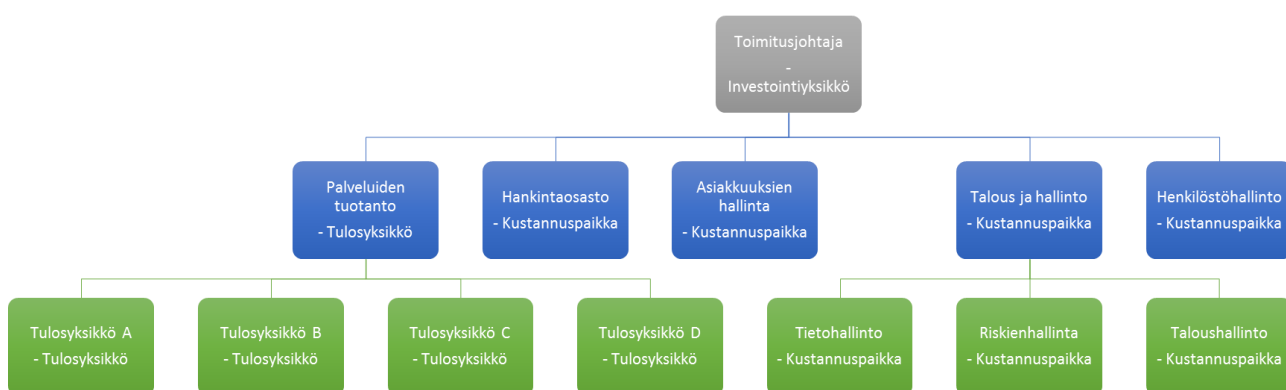 Toimitusjohtaja
-
Investointiyksikkö
Palveluiden
tuotanto
- Tulosyksikkö
Hankintaosasto
- Kustannuspaikka
Asiakkuuksien
hallinta
- Kustannuspaikka
Talous ja hallinto
- Kustannuspaikka
Henkilöstöhallinto
- Kustannuspaikka
Tulosyksikkö A
- Tulosyksikkö
Tulosyksikkö B
- Tulosyksikkö
Tulosyksikkö C
- Tulosyksikkö
Tulosyksikkö D
- Tulosyksikkö
Tietohallinto
- Kustannuspaikka
Riskienhallinta
- Kustannuspaikka
Taloushallinto
- Kustannuspaikka